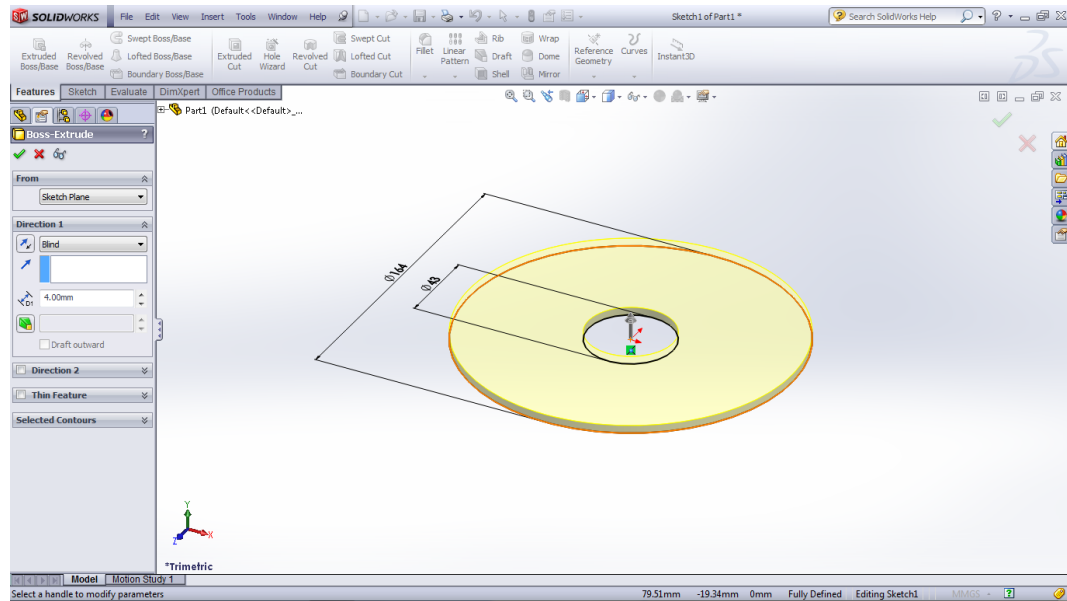 SOLIDWORKS File Edit View Insert Tools Window Help Sketch1 of Part1 * Search SolidWorks Help
Extruded Boss/Base
Revolved Boss/Base
Swept Boss/Base
Lofted Boss/Base
Boundary Boss/Base
Extruded Cut
Hole Wizard
Revolved Cut
Swept Cut
Lofted Cut
Boundary Cut
Fillet
Linear Pattern
Rib
Draft
Shell
Wrap
Dome
Mirror
Reference Geometry
Curves
Instant3D
Features Sketch Evaluate DimXpert Office Products
Part1 (Default<<Default>_...
Boss-Extrude ?
From
Sketch Plane
Direction 1
Blind
D1 4.00mm
Draft outward
Direction 2
Thin Feature
Selected Contours
Ø164
Ø43
Y
X
Z
*Trimetric
Model Motion Study 1
Select a handle to modify parameters 79.51mm -19.34mm 0mm Fully Defined Editing Sketch1 MMGS